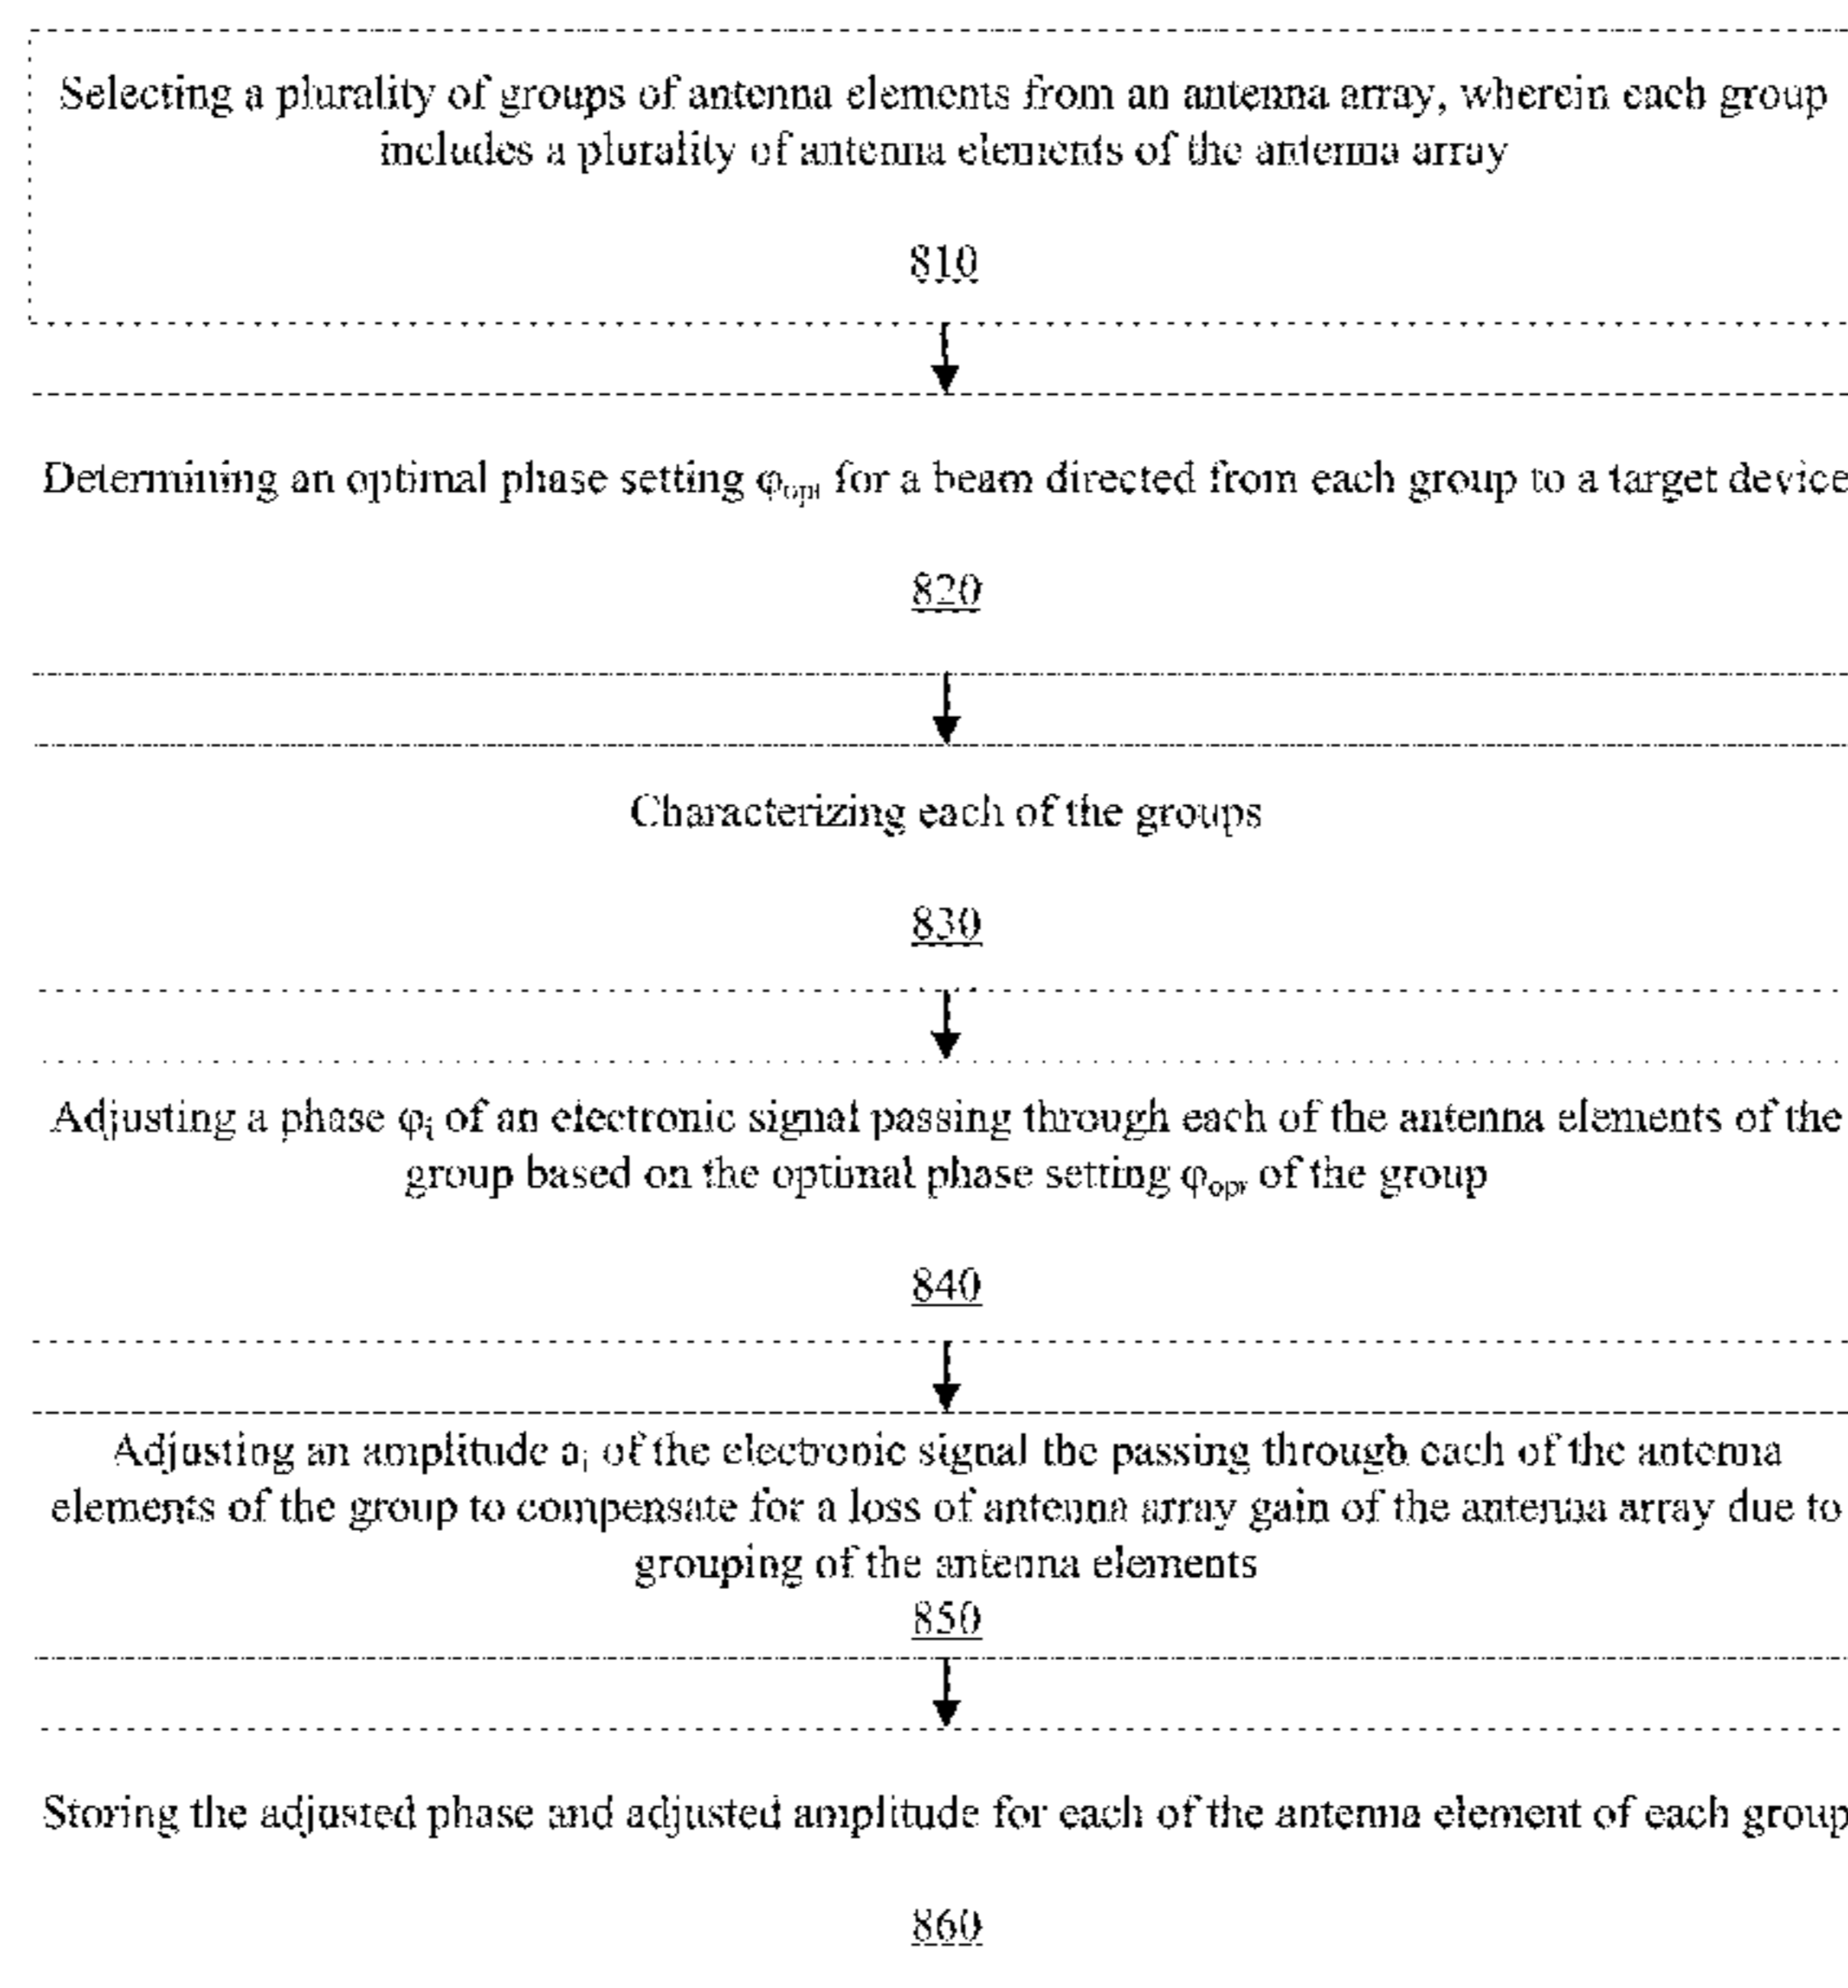 Selecting a plurality of groups of antenna elements from an antenna array, wherein each group
includes a plurality of antenna elements of the antenna array
810
Determining an optimal phase setting φopt for a beam directed from each group to a target device
820
Characterizing each of the groups
830
Adjusting a phase φi of an electronic signal passing through each of the antenna elements of the
group based on the optimal phase setting φopt of the group
840
Adjusting an amplitude ai of the electronic signal the passing through each of the antenna
elements of the group to compensate for a loss of antenna array gain of the antenna array due to
grouping of the antenna elements
850
Storing the adjusted phase and adjusted amplitude for each of the antenna element of each group
860